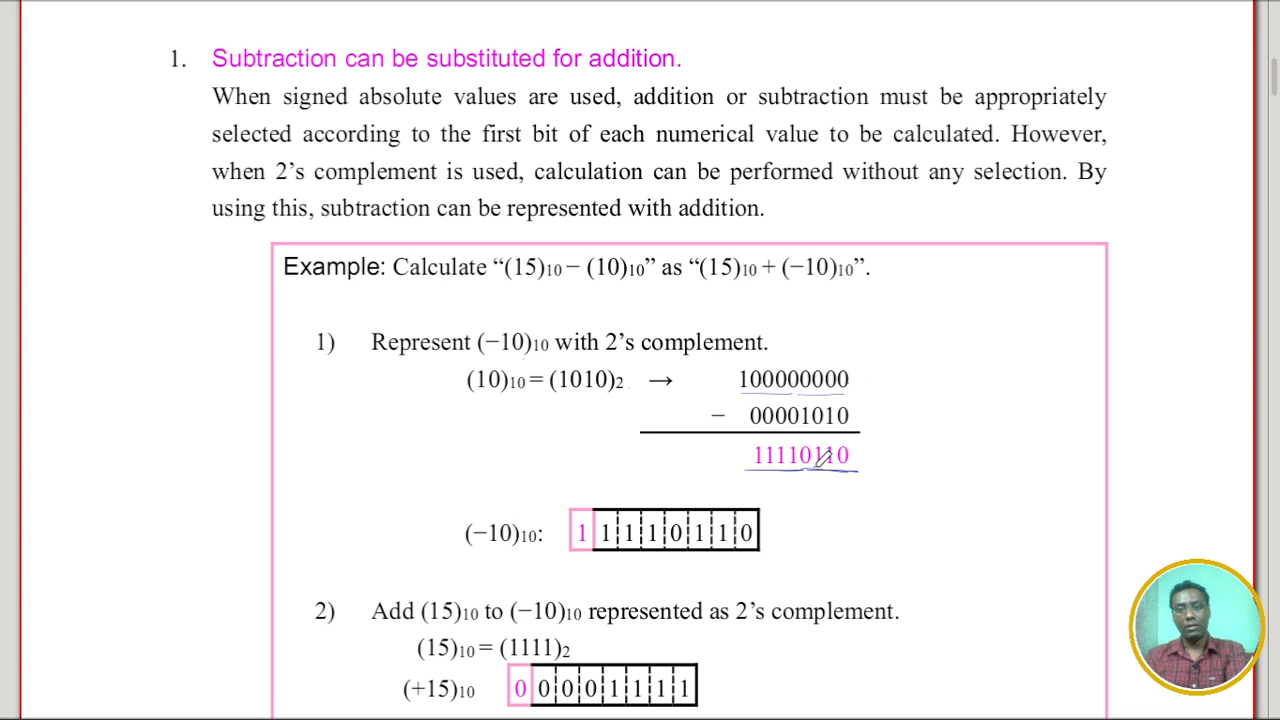 1. Subtraction can be substituted for addition.
When signed absolute values are used, addition or subtraction must be appropriately
selected according to the first bit of each numerical value to be calculated. However,
when 2’s complement is used, calculation can be performed without any selection. By
using this, subtraction can be represented with addition.
Example: Calculate “(15)10 − (10)10” as “(15)10 + (−10)10”.
1) Represent (−10)10 with 2’s complement.
(10)10 = (1010)2 → 100000000
− 00001010
11110110
(−10)10: 1 1 1 1 0 1 1 0
2) Add (15)10 to (−10)10 represented as 2’s complement.
(15)10 = (1111)2
(+15)10 0 0 0 0 1 1 1 1